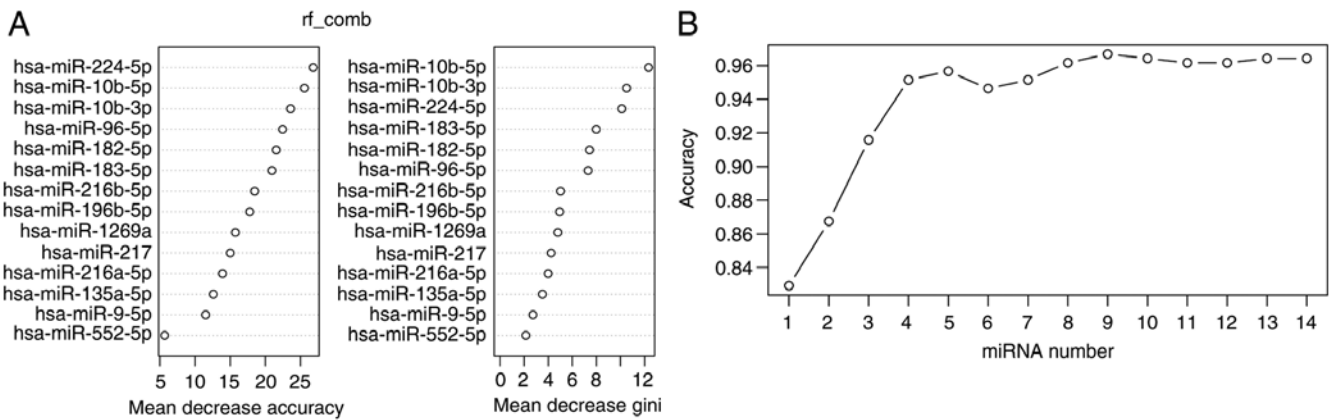 A
rf_comb
hsa-miR-224-5p
hsa-miR-10b-5p
hsa-miR-10b-3p
hsa-miR-96-5p
hsa-miR-182-5p
hsa-miR-183-5p
hsa-miR-216b-5p
hsa-miR-196b-5p
hsa-miR-1269a
hsa-miR-217
hsa-miR-216a-5p
hsa-miR-135a-5p
hsa-miR-9-5p
hsa-miR-552-5p
5 10 15 20 25
Mean decrease accuracy
hsa-miR-10b-5p
hsa-miR-10b-3p
hsa-miR-224-5p
hsa-miR-183-5p
hsa-miR-182-5p
hsa-miR-96-5p
hsa-miR-216b-5p
hsa-miR-196b-5p
hsa-miR-1269a
hsa-miR-217
hsa-miR-216a-5p
hsa-miR-135a-5p
hsa-miR-9-5p
hsa-miR-552-5p
0 2 4 6 8 12
Mean decrease gini
B
Accuracy
0.96
0.94
0.92
0.90
0.86
0.84
1 2 3 4 5 6 7 8 9 10 11 12 13 14
miRNA number